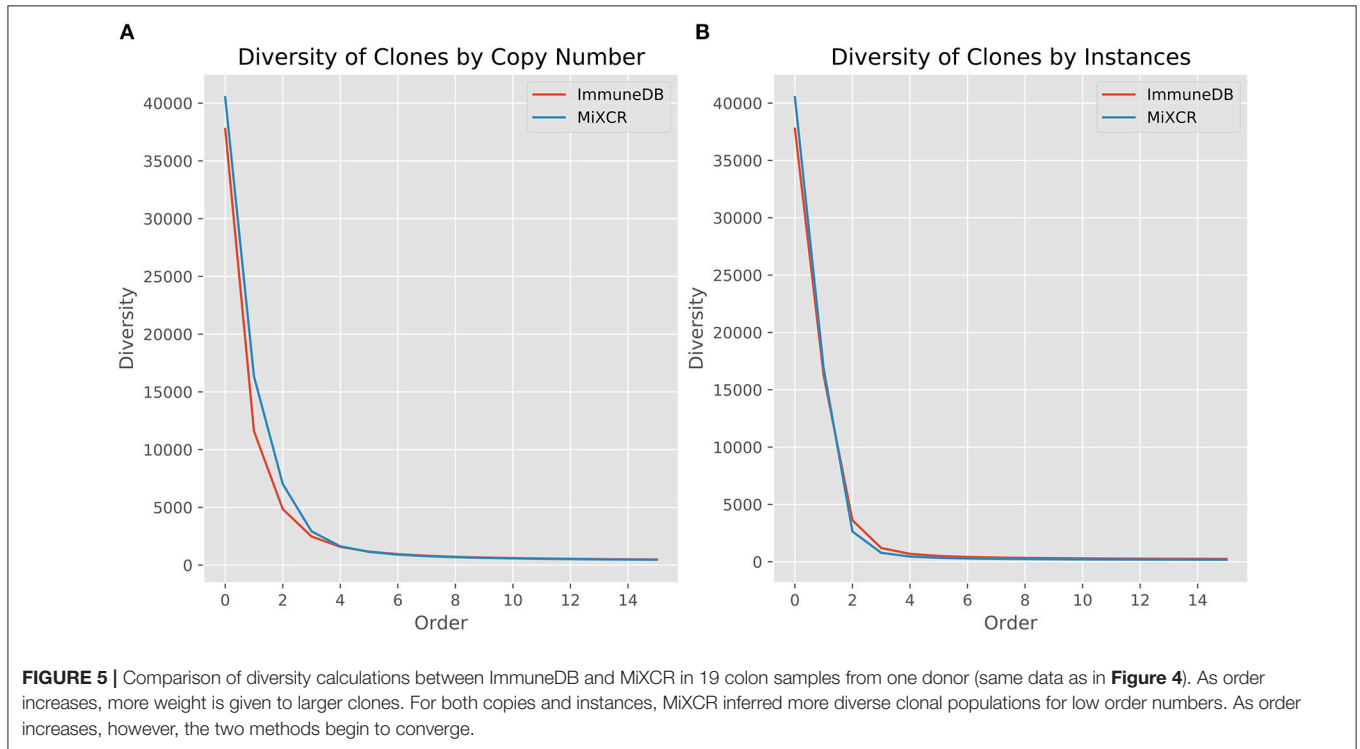 A
Diversity of Clones by Copy Number
ImmuneDB
MiXCR
40000
35000
30000
25000
20000
15000
10000
5000
0
Diversity
0 2 4 6 8 10 12 14
Order
B
Diversity of Clones by Instances
ImmuneDB
MiXCR
40000
35000
30000
25000
20000
15000
10000
5000
0
Diversity
0 2 4 6 8 10 12 14
Order
FIGURE 5 | Comparison of diversity calculations between ImmuneDB and MiXCR in 19 colon samples from one donor (same data as in Figure 4). As order
increases, more weight is given to larger clones. For both copies and instances, MiXCR inferred more diverse clonal populations for low order numbers. As order
increases, however, the two methods begin to converge.